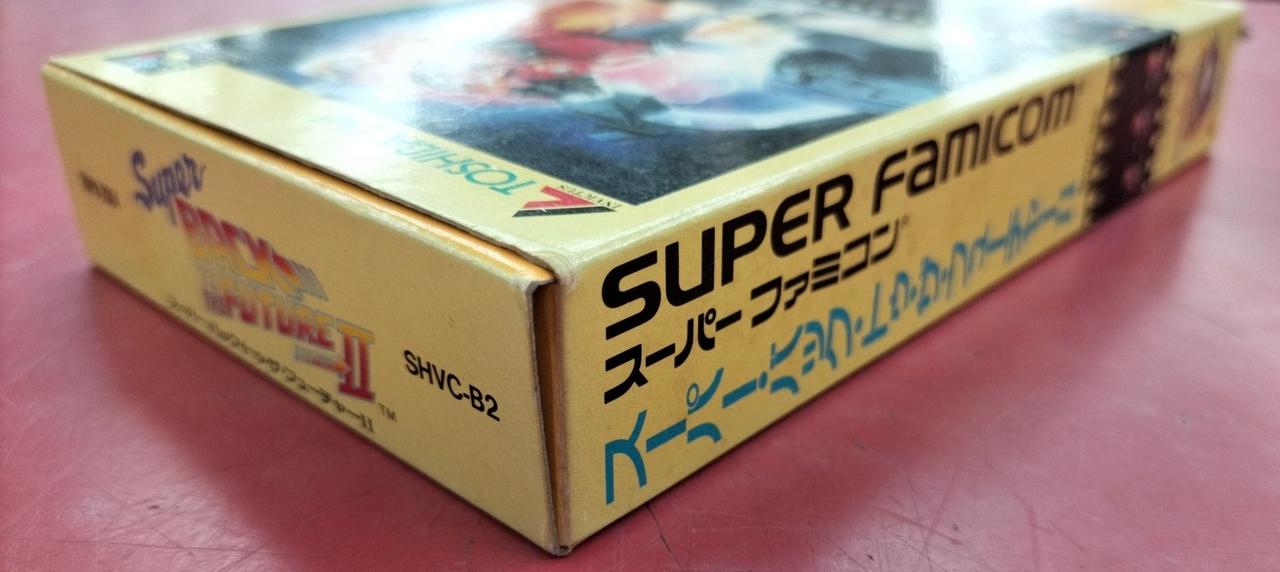 TOSHIBA
INVICTUS
Super
BACK
TO THE
FUTURE
II
TM
スーパー・バック・トゥ・ザ・フューチャーII
SHVC-B2
SUPER FAMICOM
スーパーファミコン
スーパー・バック・トゥ・ザ・フューチャーII